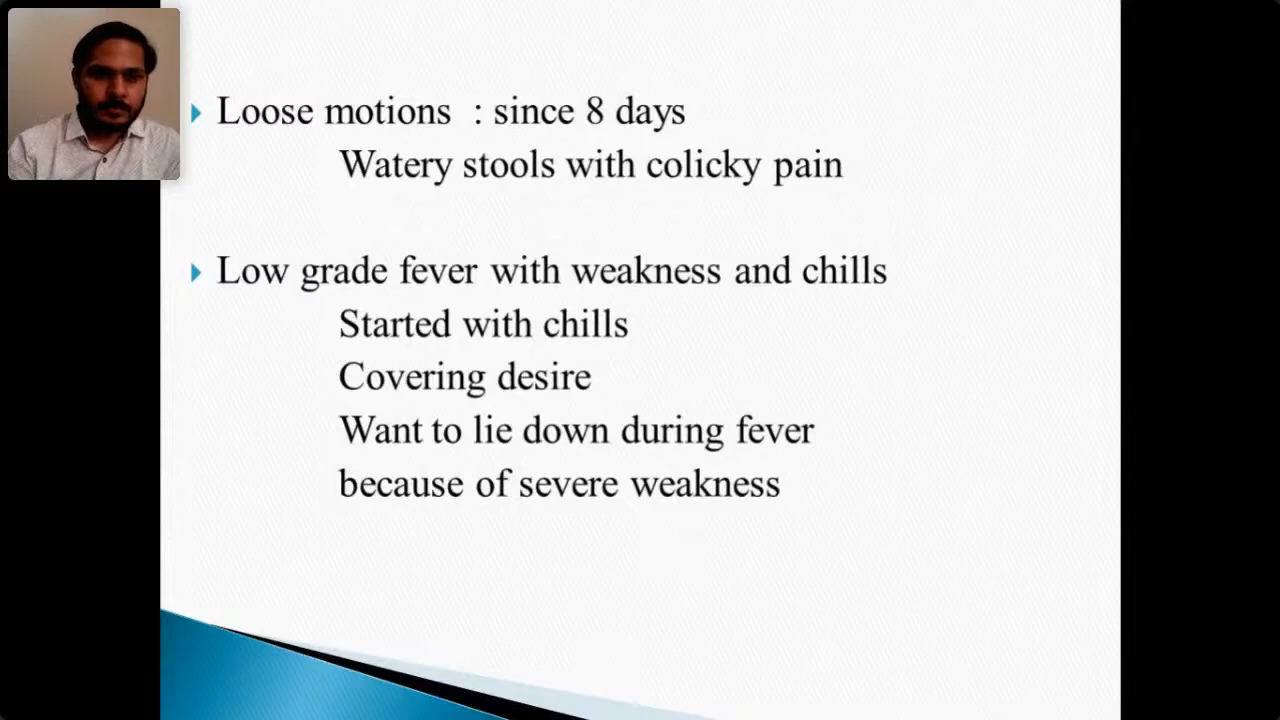 Loose motions : since 8 days
Watery stools with colicky pain
Low grade fever with weakness and chills
Started with chills
Covering desire
Want to lie down during fever
because of severe weakness